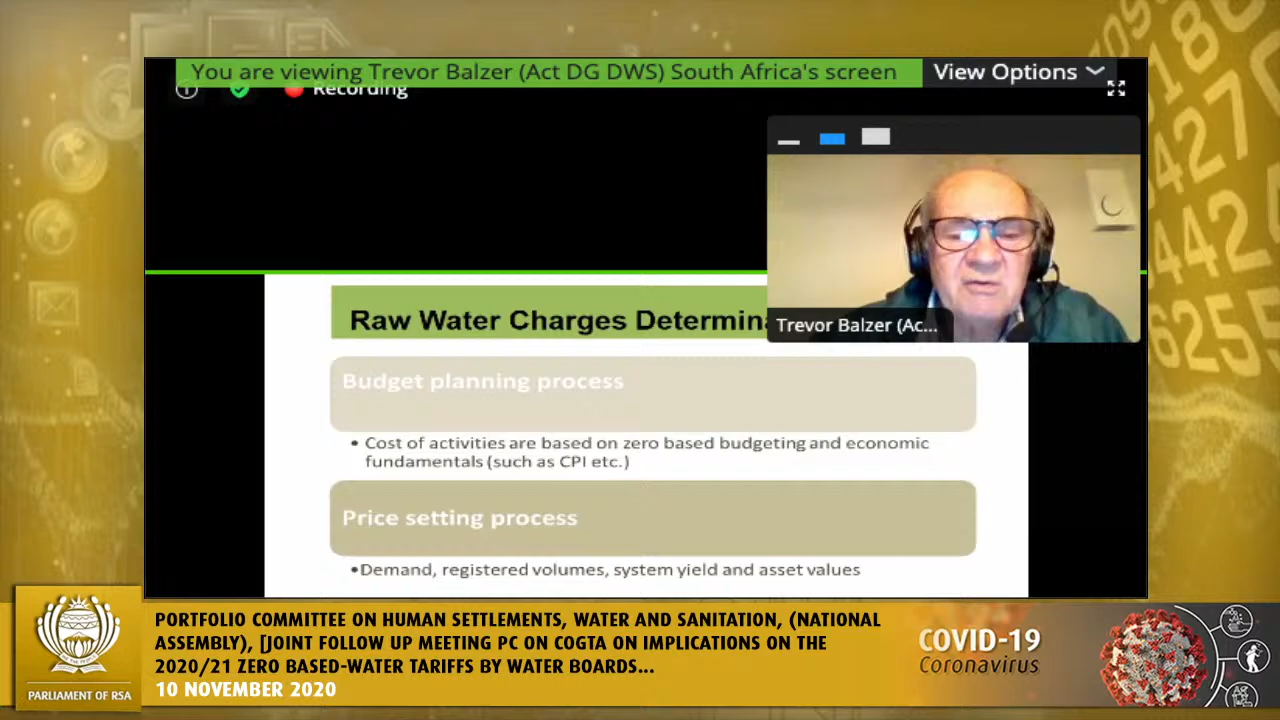 You are viewing Trevor Balzer (Act DG DWS) South Africa's screen
View Options
Recording
Trevor Balzer (Ac...
Raw Water Charges Determina
Budget planning process
• Cost of activities are based on zero based budgeting and economic
fundamentals (such as CPI etc.)
Price setting process
•Demand, registered volumes, system yield and asset values
PORTFOLIO COMMITTEE ON HUMAN SETTLEMENTS, WATER AND SANITATION, (NATIONAL
ASSEMBLY), [JOINT FOLLOW UP MEETING PC ON COGTA ON IMPLICATIONS ON THE
2020/21 ZERO BASED-WATER TARIFFS BY WATER BOARDS...
10 NOVEMBER 2020
PARLIAMENT OF RSA
COVID-19
Coronavirus